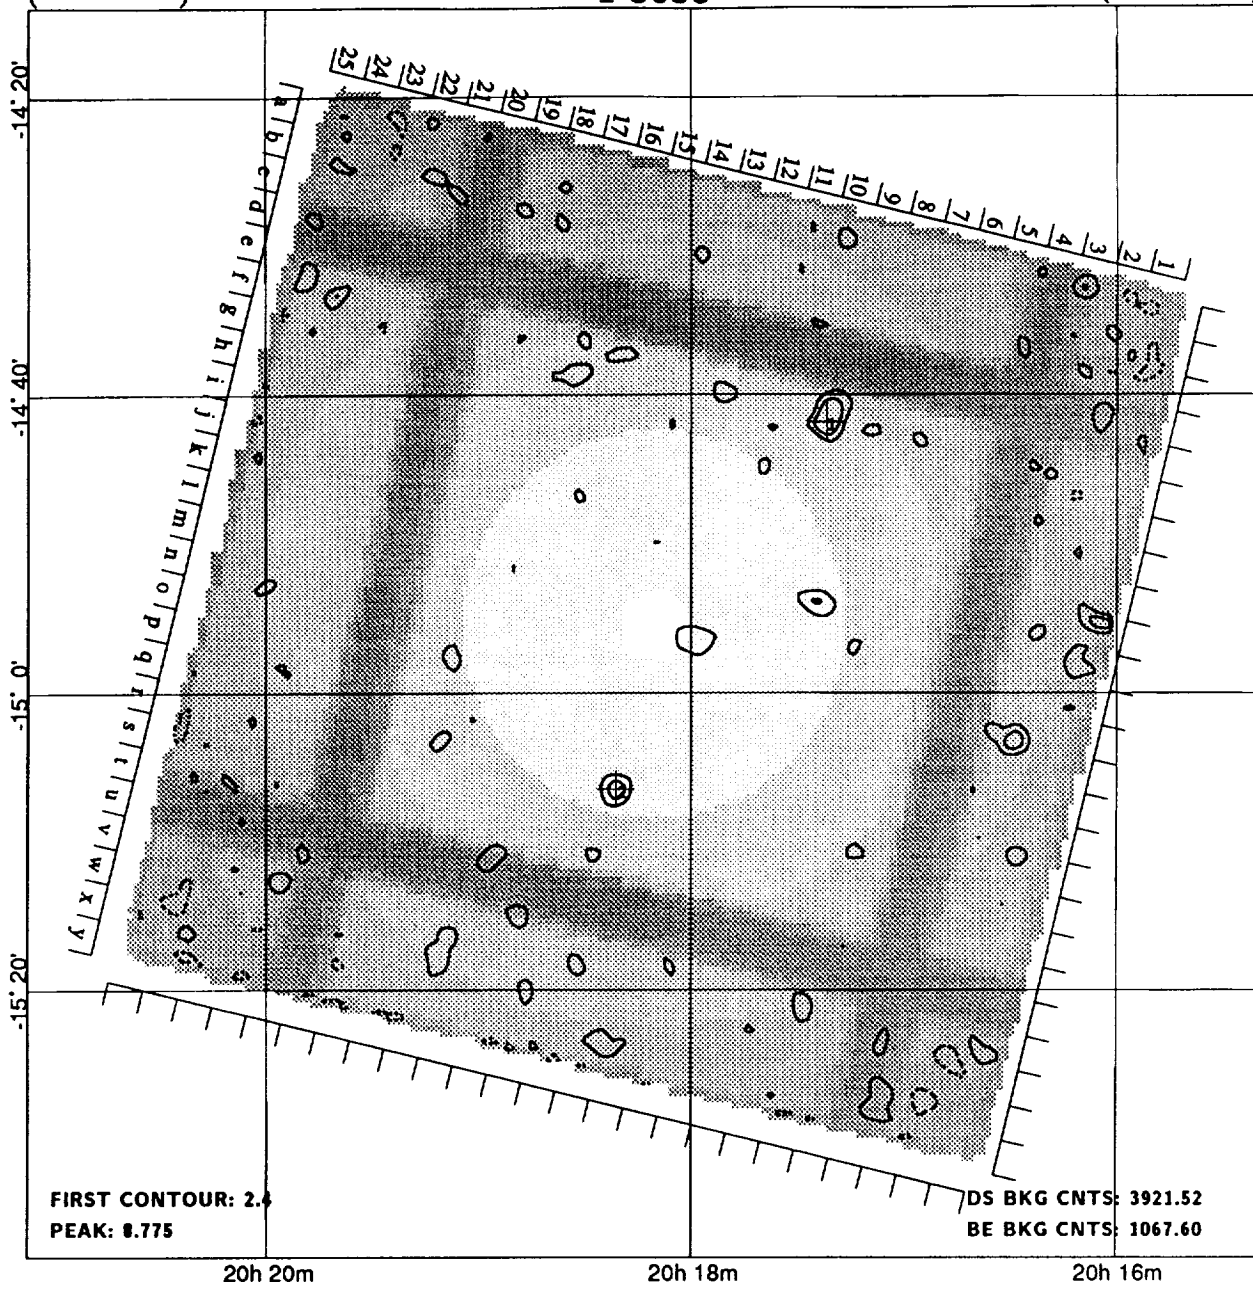 25 24 23 22 21 20 19 18 17 16 15 14 13 12 11 10 9 8 7 6 5 4 3 2 1
a b c d e f g h i j k l m n o p q r s t u v w x y
-14° 20'
-14° 40'
-15° 0'
-15° 20'
FIRST CONTOUR: 2.4
PEAK: 8.775
DS BKG CNTS: 3921.52
BE BKG CNTS: 1067.60
20h 20m 20h 18m 20h 16m